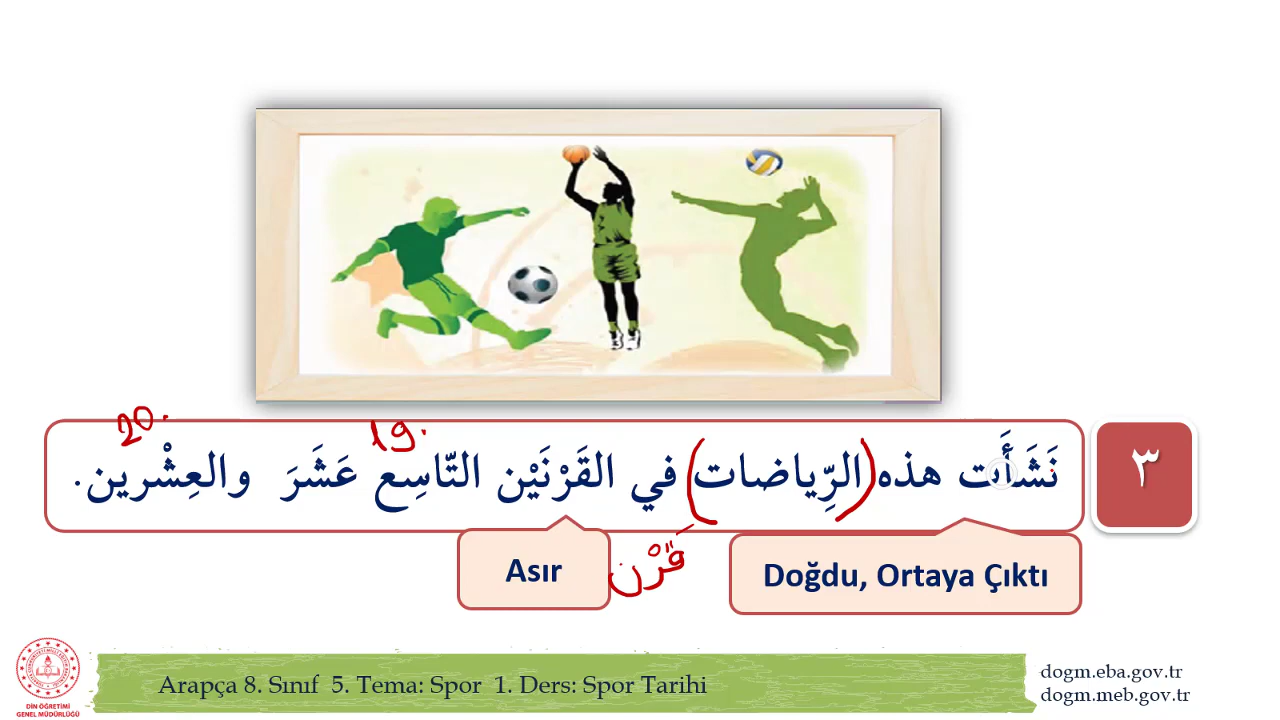 20.
19.
نَشَأَت هذه (الرِّياضات) في القَرْنَيْن التّاسِع عَشَرَ والعِشْرين.
٣
قَرْن
Asır
Doğdu, Ortaya Çıktı
Arapça 8. Sınıf 5. Tema: Spor 1. Ders: Spor Tarihi
dogm.eba.gov.tr
dogm.meb.gov.tr
DİN ÖĞRETİMİ
GENEL MÜDÜRLÜĞÜ